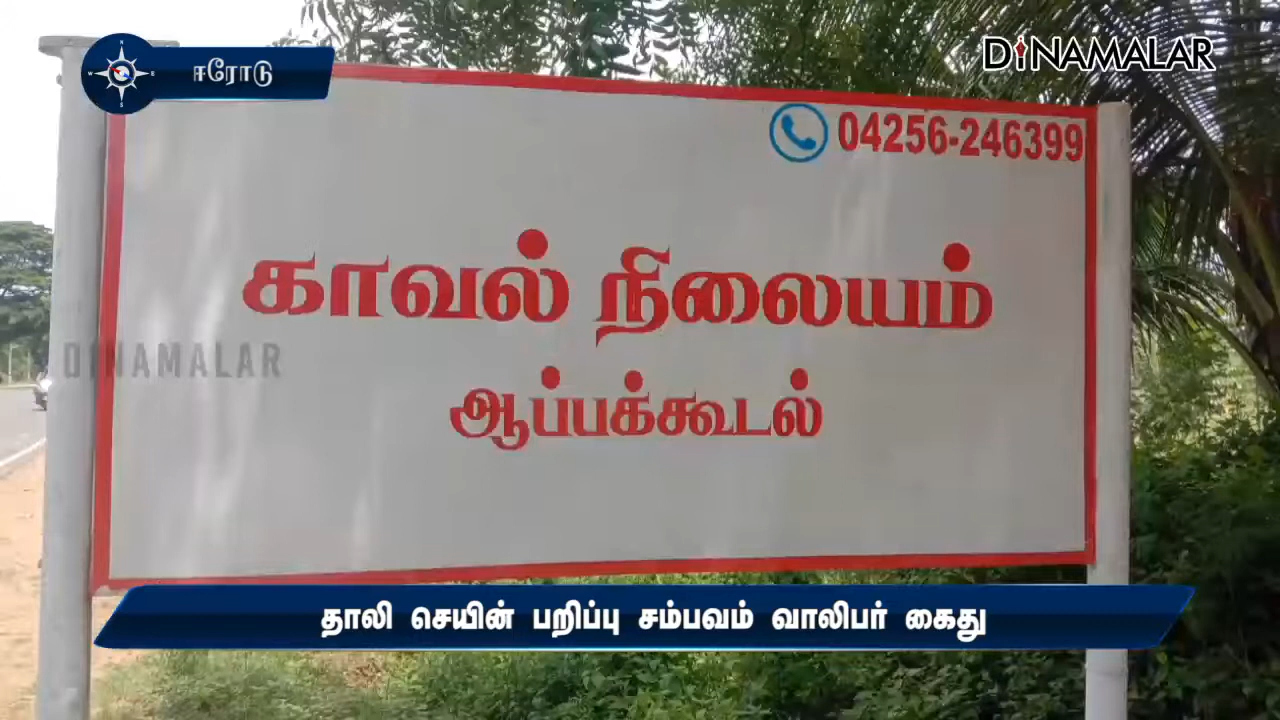 ஈரோடு
DINAMALAR
04256-246399
காவல் நிலையம்
DINAMALAR
ஆப்பக்கூடல்
தாலி செயின் பறிப்பு சம்பவம் வாலிபர் கைது